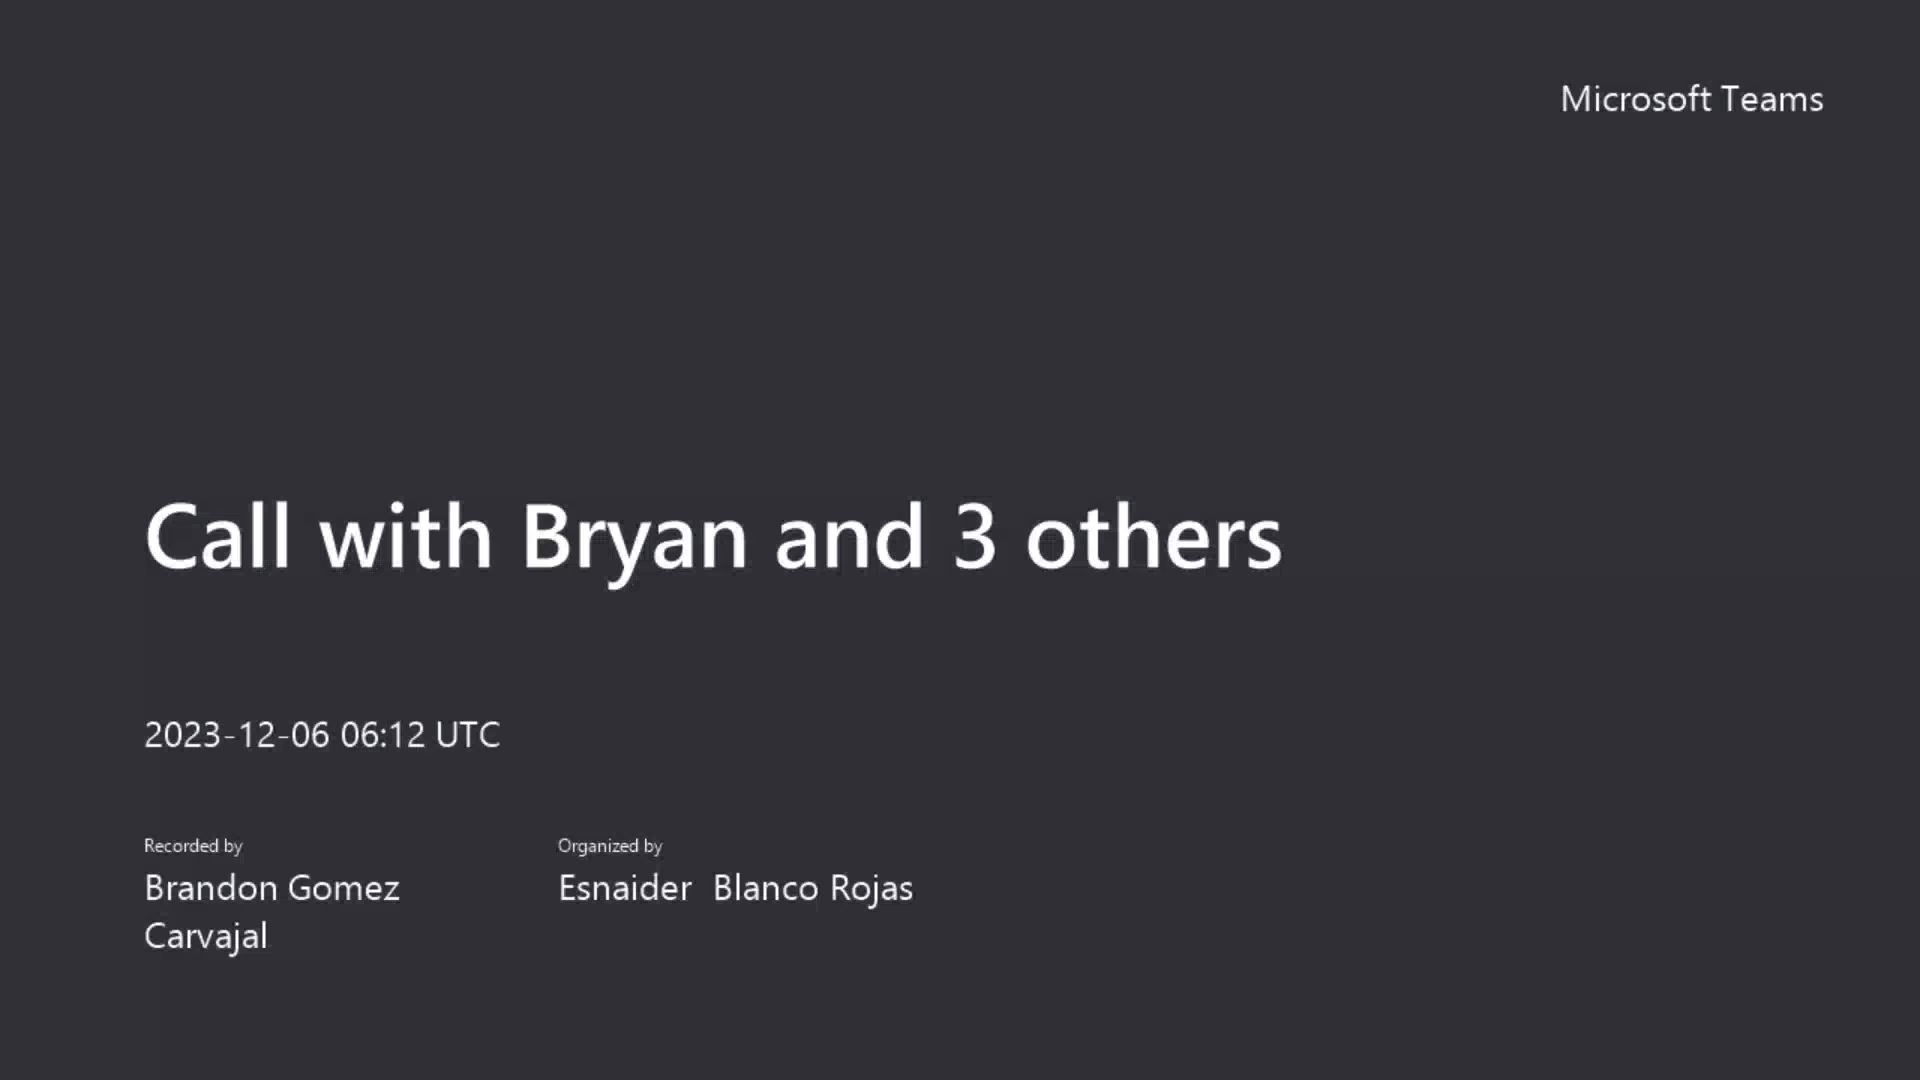 Microsoft Teams
Call with Bryan and 3 others
2023-12-06 06:12 UTC
Recorded by
Brandon Gomez
Carvajal
Organized by
Esnaider  Blanco Rojas